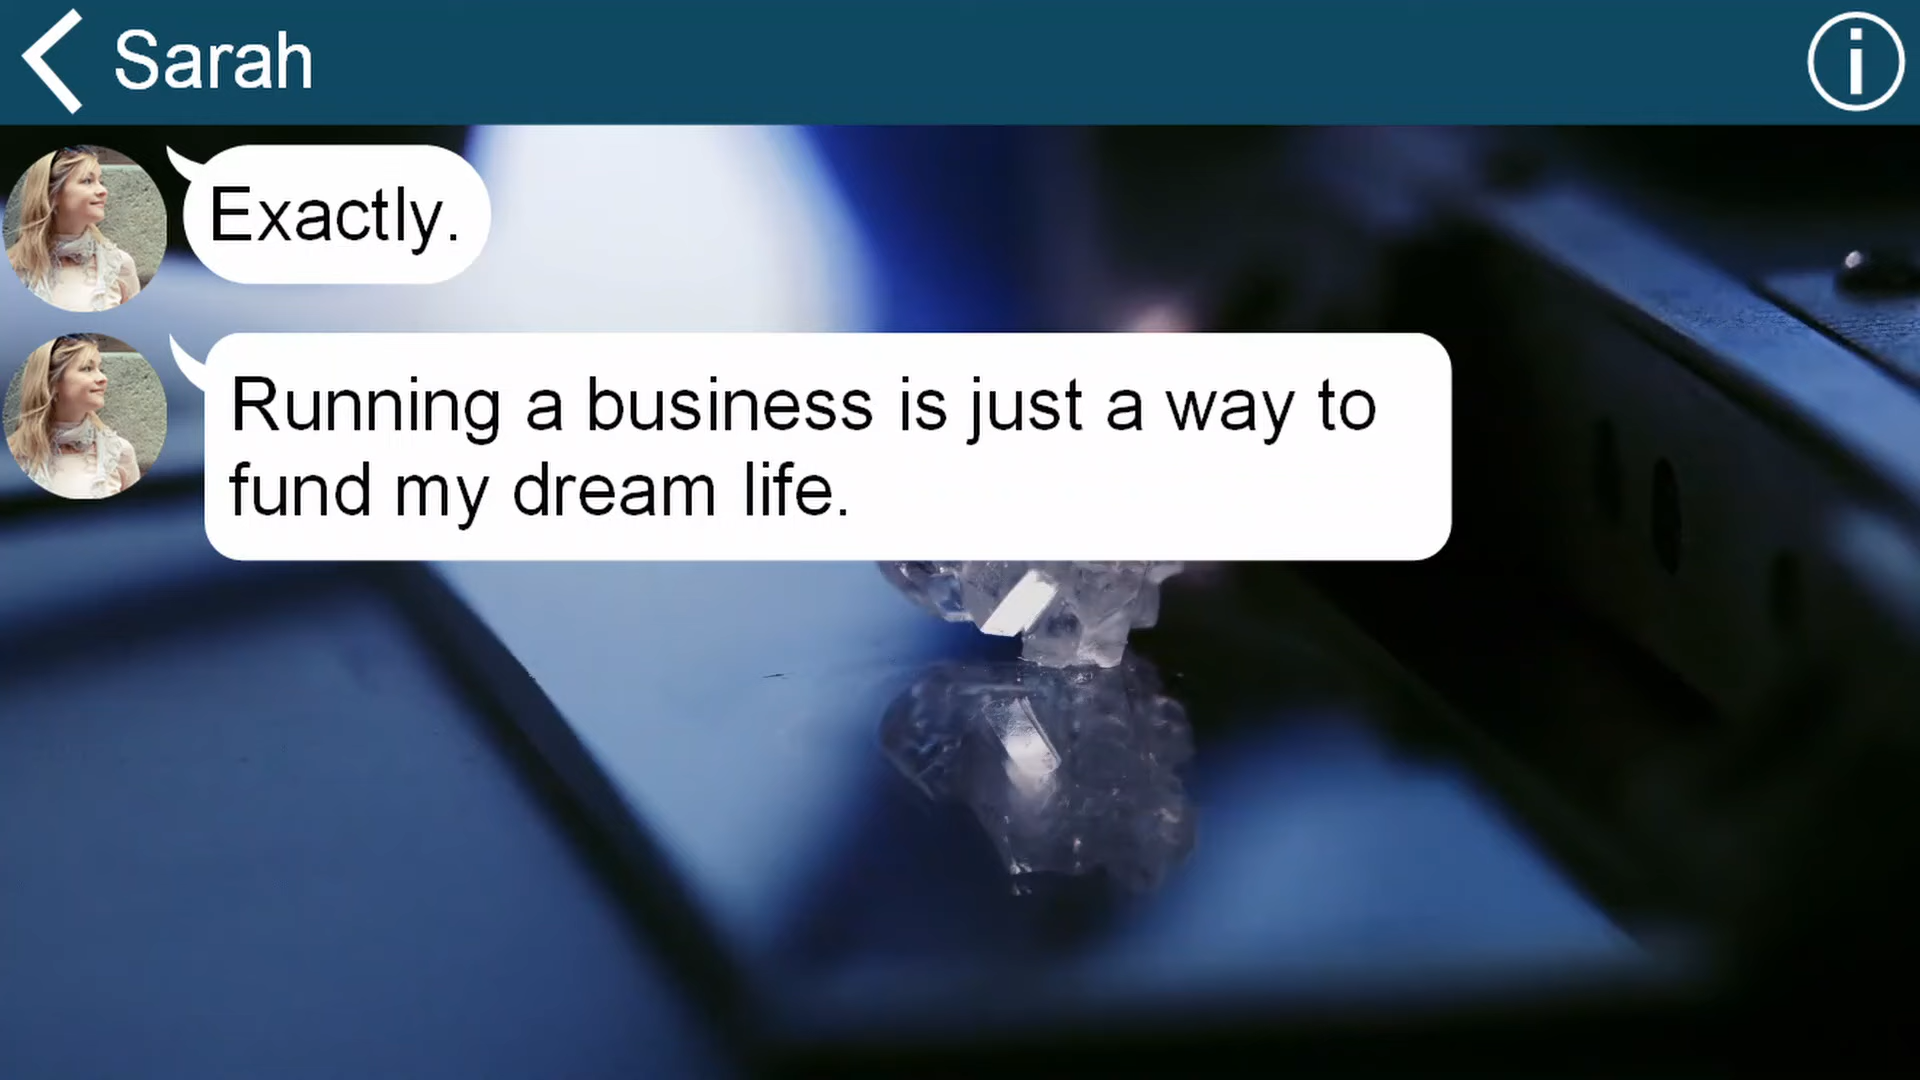 Sarah
Exactly.
Running a business is just a way to
fund my dream life.